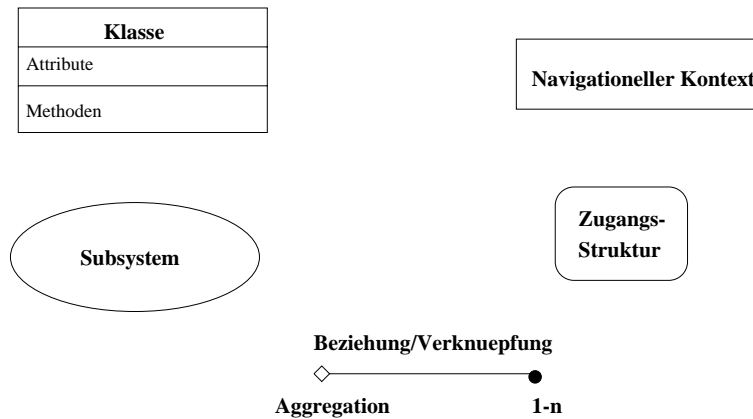 Klasse
Attribute
Methoden
Navigationeller Kontext
Subsystem
Zugangs-
Struktur
Beziehung/Verknuepfung
Aggregation
1-n